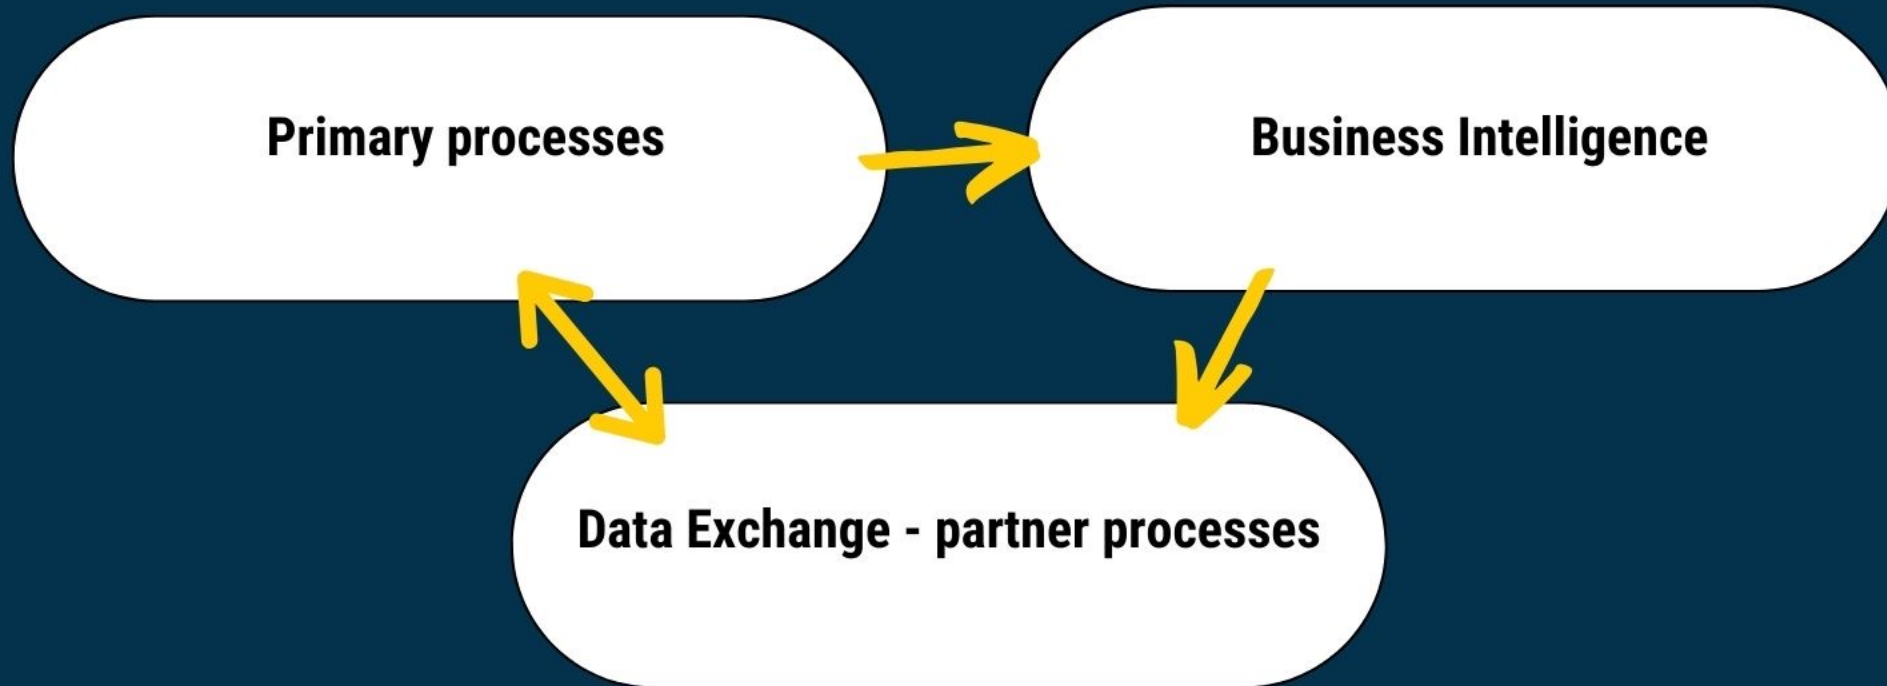 Primary processes
Business Intelligence
Data Exchange - partner processes